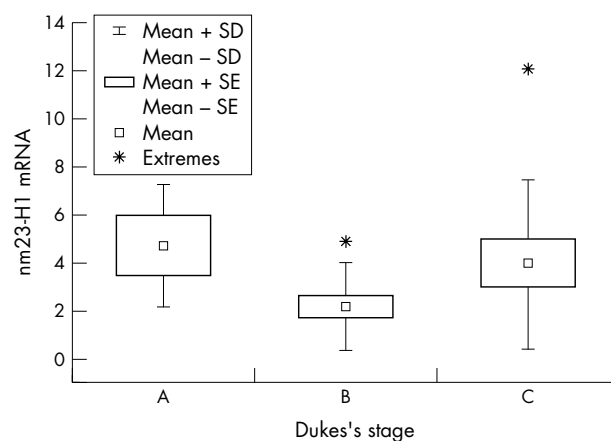 nm23-H1 mRNA
14
12
12
8
6
4
2
0
Mean + SD
Mean – SD
Mean + SE
Mean – SE
Mean
Extremes
A
B
C
Dukes's stage